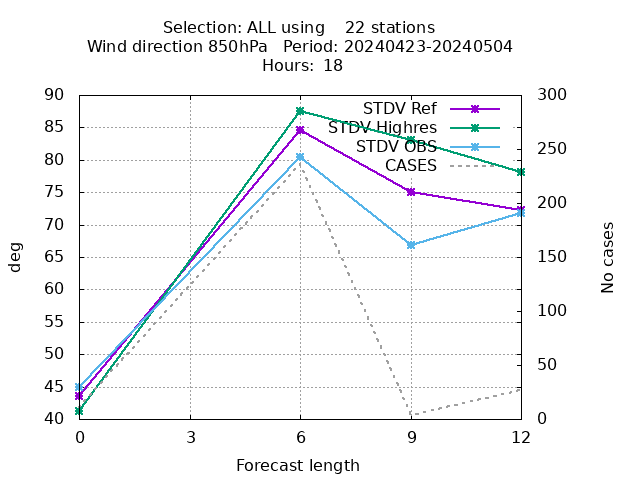 Selection: ALL using    22 stations
Wind direction 850hPa   Period: 20240423-20240504
Hours: 18
STDV Ref
STDV Highres
STDV OBS
CASES
90
85
80
75
70
65
60
55
50
45
40
300
250
200
150
100
50
0
deg
No cases
0 3 6 9 12
Forecast length